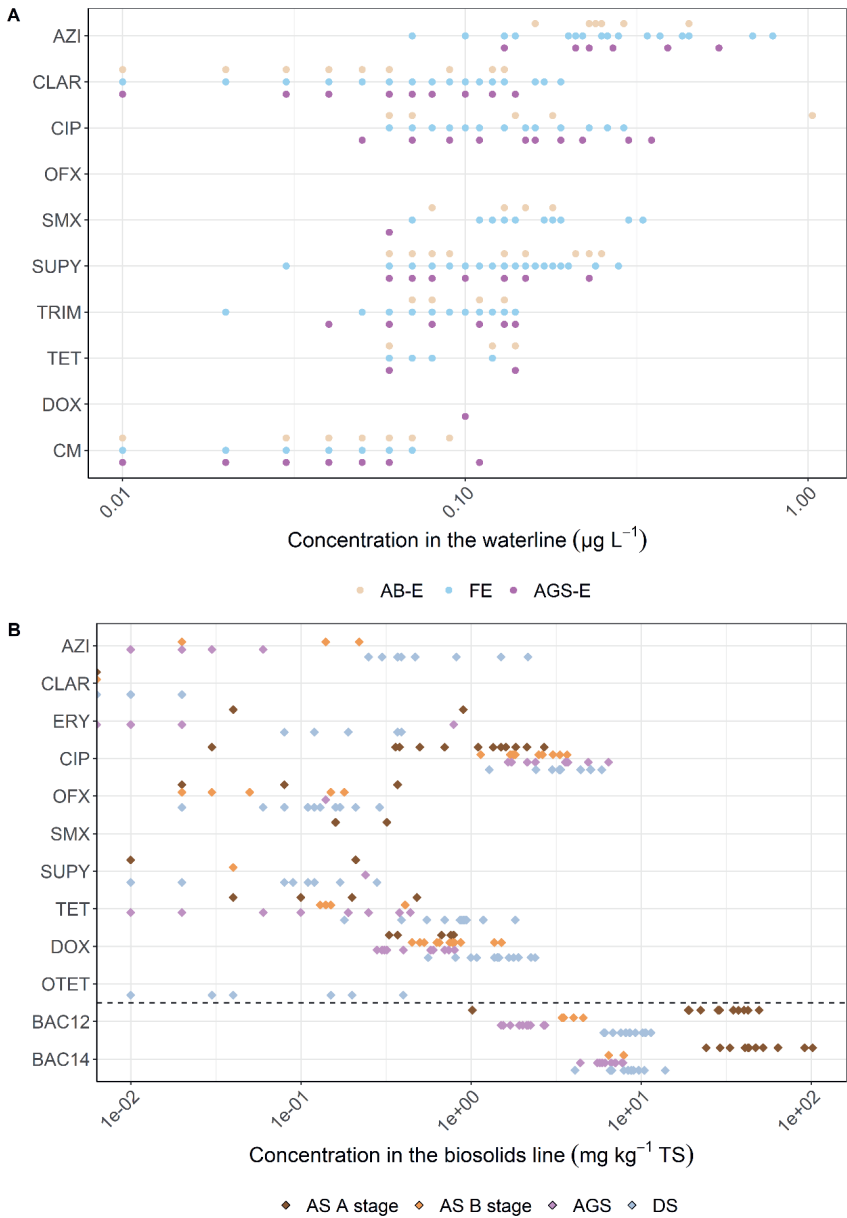 A
AZI
CLAR
CIP
OFX
SMX
SUPY
TRIM
TET
DOX
CM
0.01 0.10 1.00
Concentration in the waterline (µg L⁻¹)
AB-E FE AGS-E
B
AZI
CLAR
ERY
CIP
OFX
SMX
SUPY
TET
DOX
OTET
BAC12
BAC14
1e-02 1e-01 1e+00 1e+01 1e+02
Concentration in the biosolids line (mg kg⁻¹ TS)
AS A stage AS B stage AGS DS